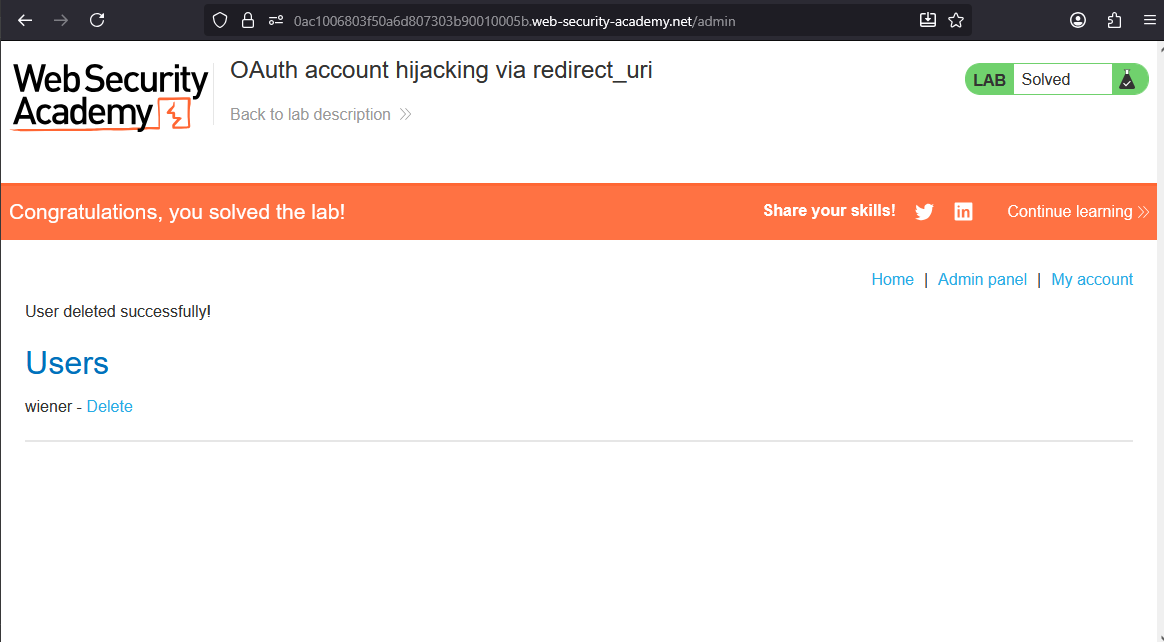 0ac1006803f50a6d807303b90010005b.web-security-academy.net/admin
Web Security
Academy
OAuth account hijacking via redirect_uri
Back to lab description >>
LAB Solved
Congratulations, you solved the lab!
Share your skills!
Continue learning >>
Home | Admin panel | My account
User deleted successfully!
Users
wiener - Delete